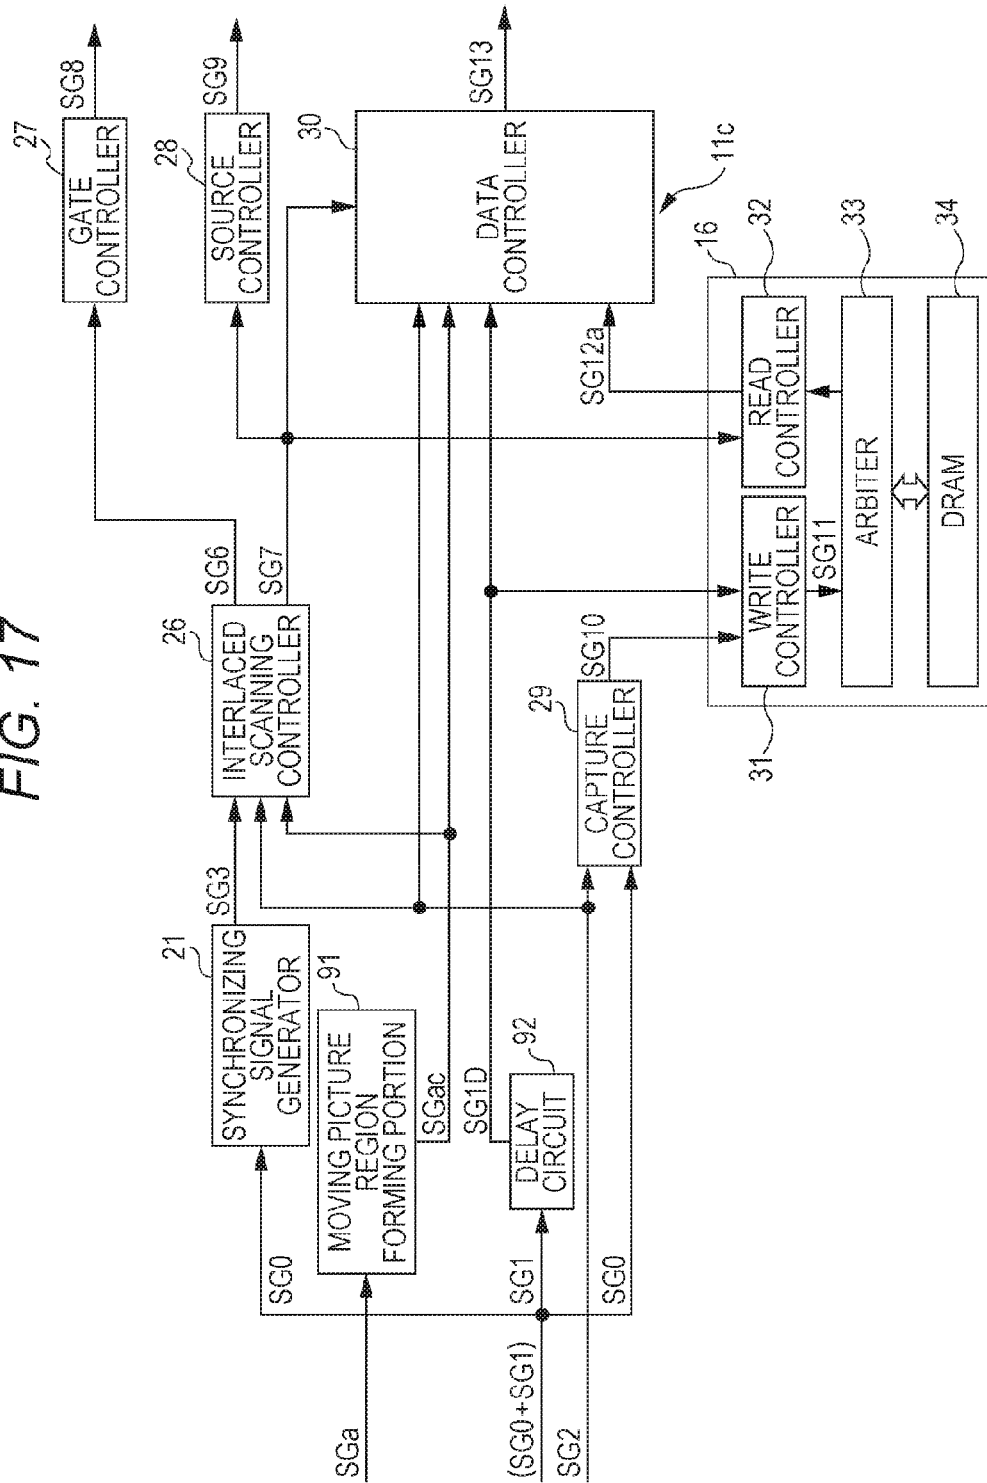 FIG. 17
SGa
(SG0+SG1)
SG2
SG0
SG1
SG0
21
SYNCHRONIZING
SIGNAL
GENERATOR
SG3
91
MOVING PICTURE
REGION
FORMING PORTION
SGac
SG1D
92
DELAY
CIRCUIT
26
INTERLACED
SCANNING
CONTROLLER
SG6
SG7
29
CAPTURE
CONTROLLER
SG10
27
GATE
CONTROLLER
SG8
28
SOURCE
CONTROLLER
SG9
30
DATA
CONTROLLER
SG13
11c
SG12a
16
31
WRITE
CONTROLLER
SG11
READ
CONTROLLER
32
ARBITER
33
DRAM
34